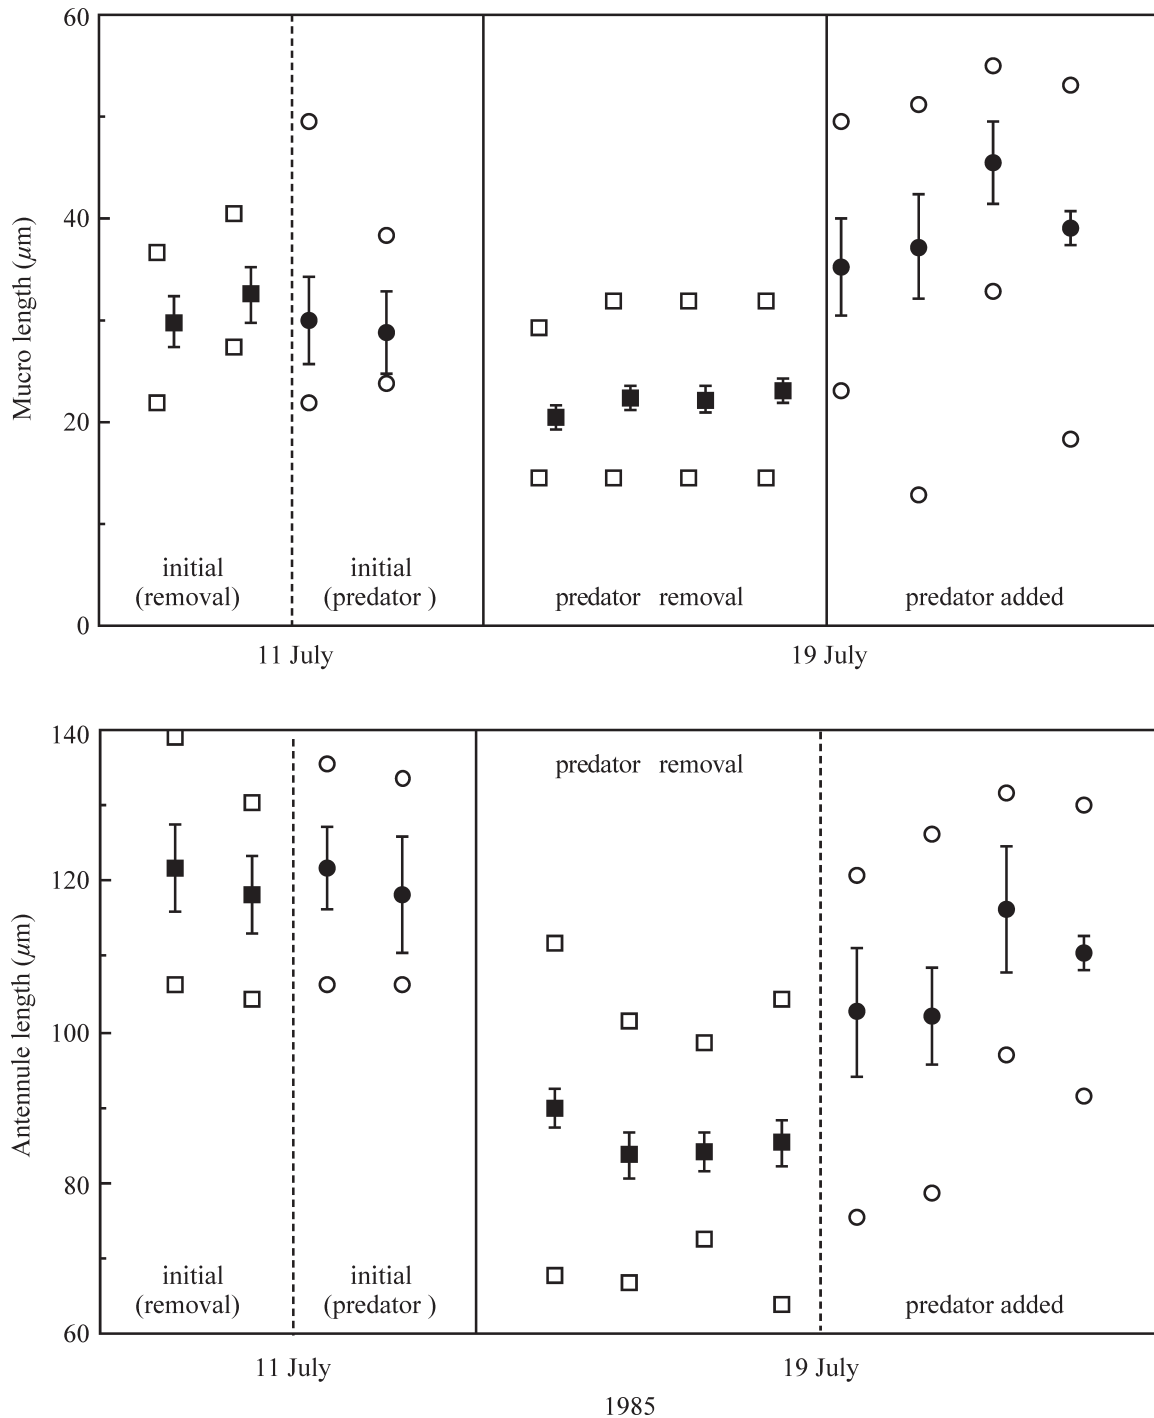 60
40
20
0
Mucro length (μm)
initial
(removal)
initial
(predator )
predator removal
predator added
11 July
19 July
140
120
100
80
60
Antennule length (μm)
predator removal
initial
(removal)
initial
(predator )
predator added
11 July
19 July
1985